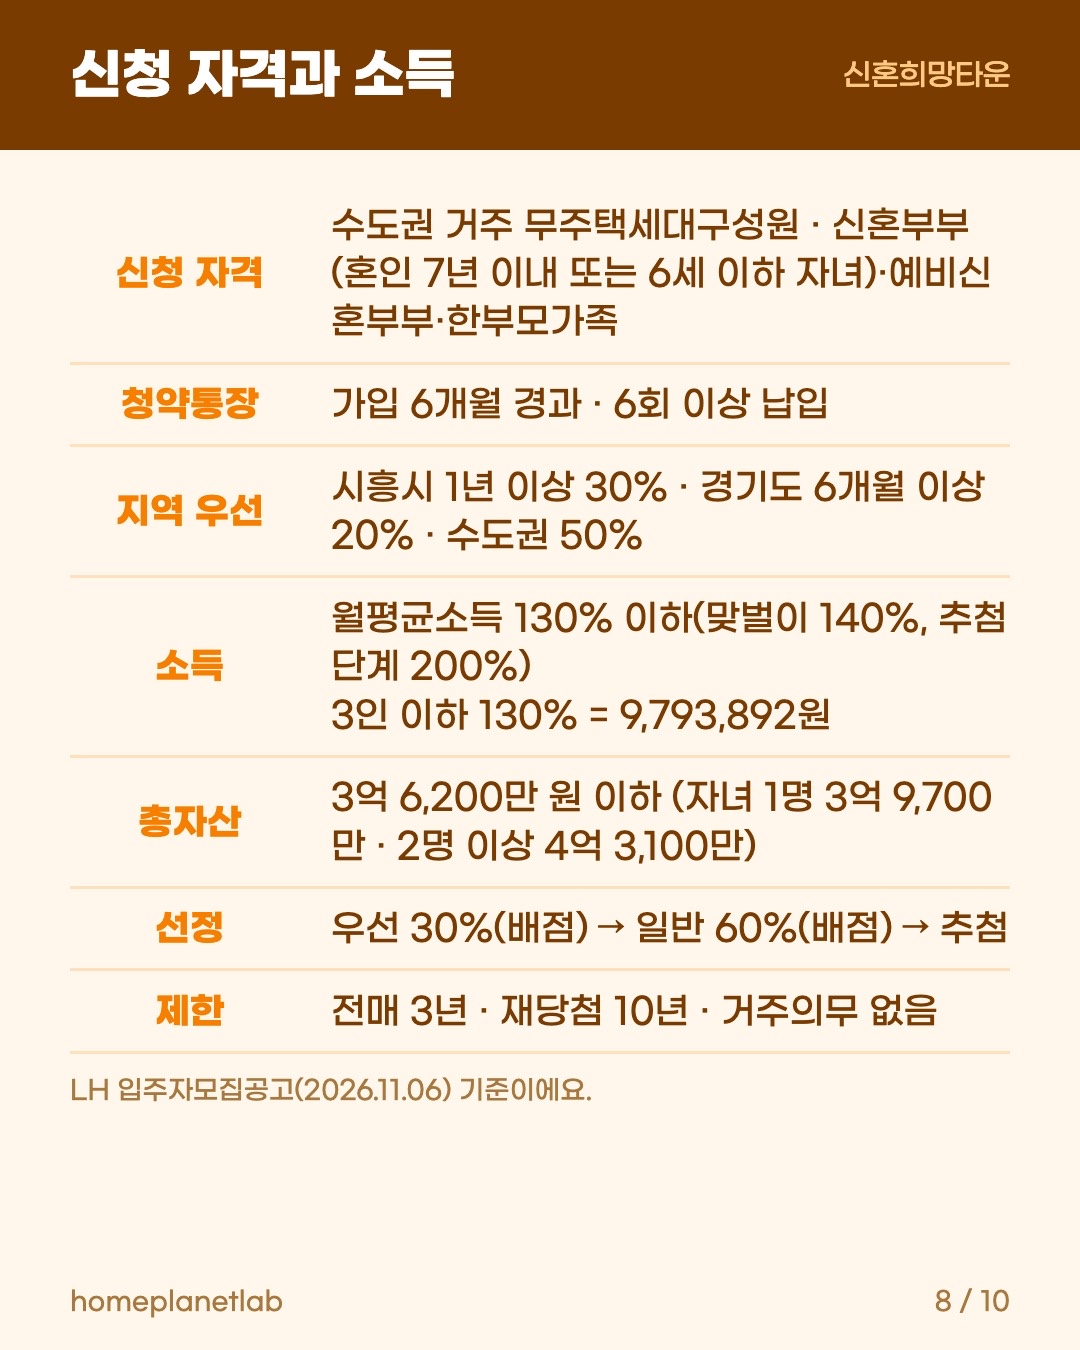 신청 자격과 소득
신혼희망타운
신청 자격
수도권 거주 무주택세대구성원 · 신혼부부
(혼인 7년 이내 또는 6세 이하 자녀)·예비신
혼부부·한부모가족
청약통장
가입 6개월 경과 · 6회 이상 납입
지역 우선
시흥시 1년 이상 30% · 경기도 6개월 이상
20% · 수도권 50%
소득
월평균소득 130% 이하(맞벌이 140%, 추첨
단계 200%)
3인 이하 130% = 9,793,892원
총자산
3억 6,200만 원 이하 (자녀 1명 3억 9,700
만 · 2명 이상 4억 3,100만)
선정
우선 30%(배점) → 일반 60%(배점) → 추첨
제한
전매 3년 · 재당첨 10년 · 거주의무 없음
LH 입주자모집공고(2026.11.06) 기준이에요.
homeplanetlab
8 / 10